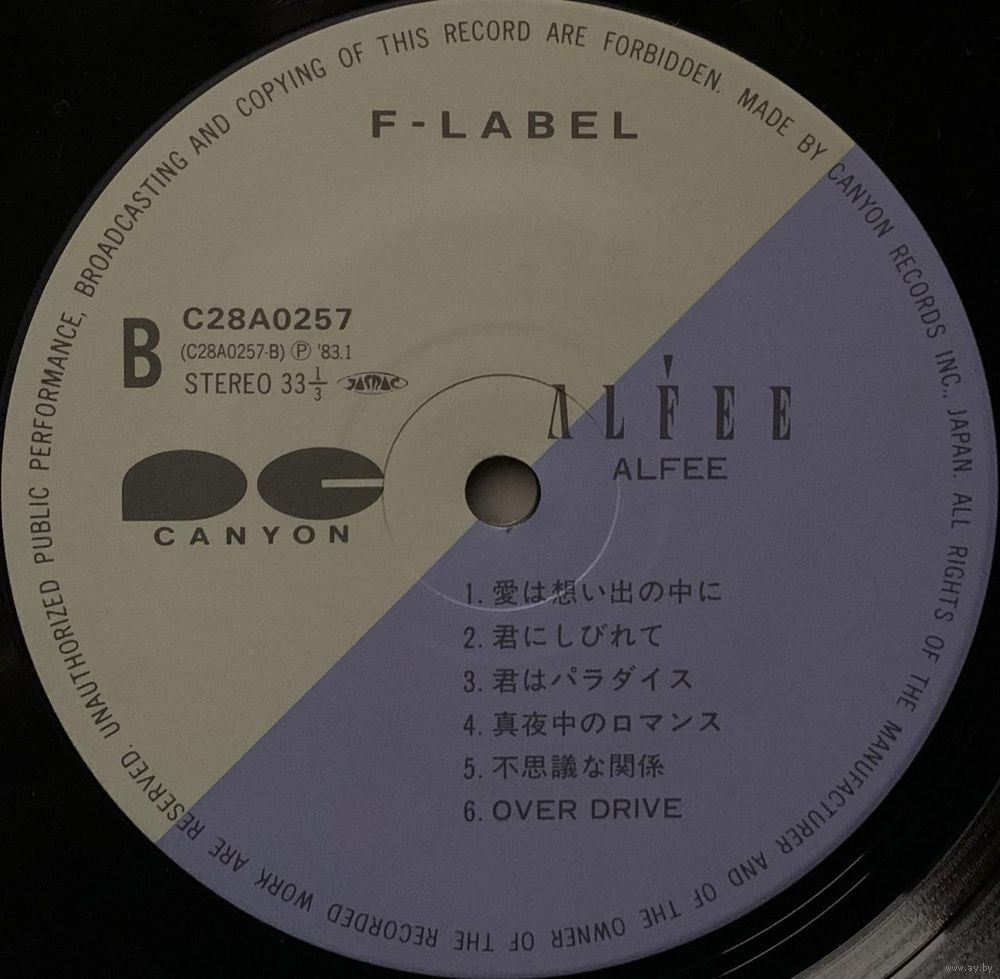 UNAUTHORIZED PUBLIC PERFORMANCE, BROADCASTING AND COPYING OF THIS RECORD ARE FORBIDDEN. MADE BY CANYON RECORDS INC., JAPAN. ALL RIGHTS OF THE MANUFACTURER AND OF THE OWNER OF THE RECORDED WORK ARE RESERVED.
F-LABEL
B
C28A0257
(C28A0257-B) Ⓟ '83.1
STEREO 33 1/3 JASRAC
CANYON
ALFEE
ALFEE
1. 愛は想い出の中に
2. 君にしびれて
3. 君はパラダイス
4. 真夜中のロマンス
5. 不思議な関係
6. OVER DRIVE
www.ay.by